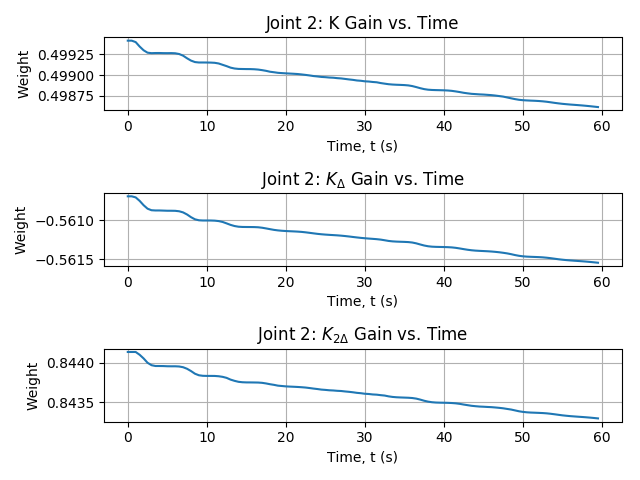 Joint 2: K Gain vs. Time
Weight
0.49925
0.49900
0.49875
0 10 20 30 40 50 60
Time, t (s)
Joint 2: K_Δ Gain vs. Time
Weight
−0.5610
−0.5615
0 10 20 30 40 50 60
Time, t (s)
Joint 2: K_2Δ Gain vs. Time
Weight
0.8440
0.8435
0 10 20 30 40 50 60
Time, t (s)